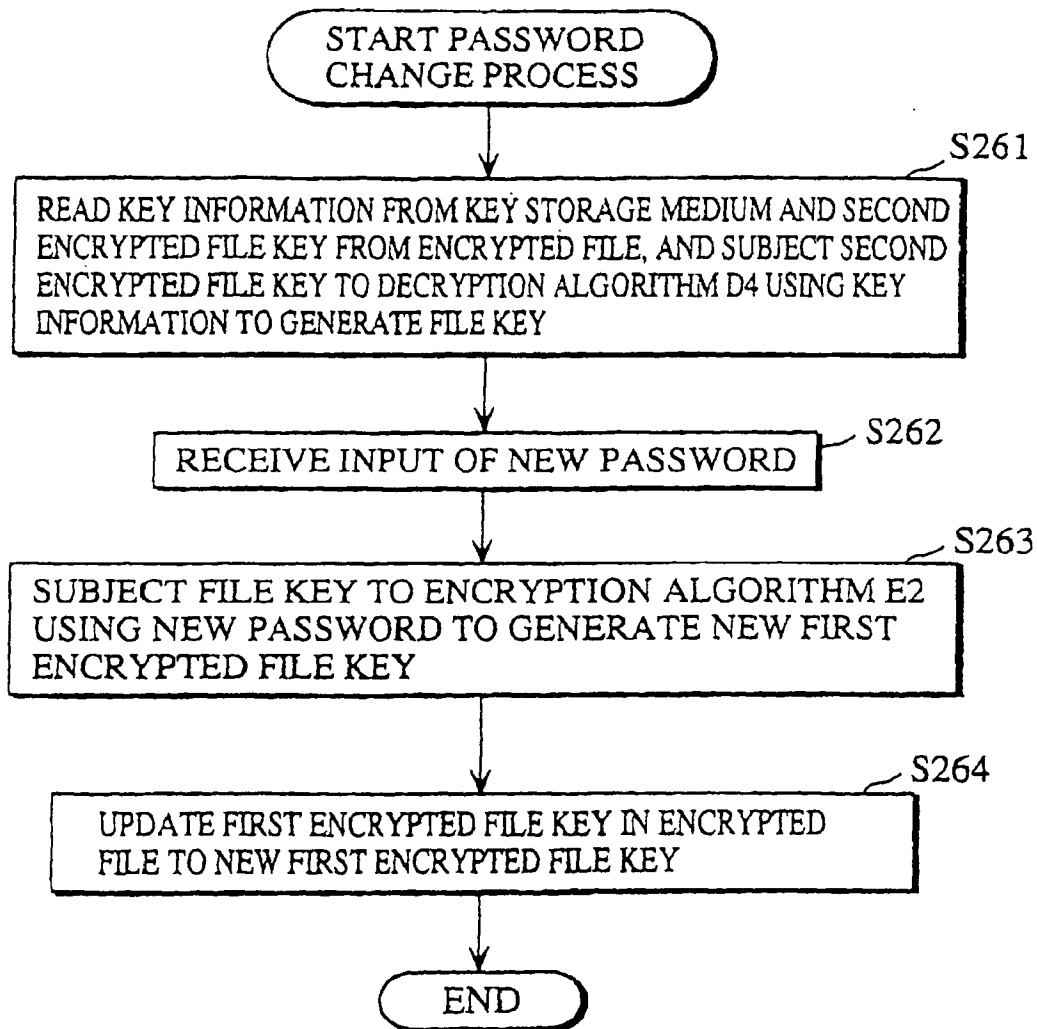 START PASSWORD
CHANGE PROCESS
S261
READ KEY INFORMATION FROM KEY STORAGE MEDIUM AND SECOND
ENCRYPTED FILE KEY FROM ENCRYPTED FILE, AND SUBJECT SECOND
ENCRYPTED FILE KEY TO DECRYPTION ALGORITHM D4 USING KEY
INFORMATION TO GENERATE FILE KEY
S262
RECEIVE INPUT OF NEW PASSWORD
S263
SUBJECT FILE KEY TO ENCRYPTION ALGORITHM E2
USING NEW PASSWORD TO GENERATE NEW FIRST
ENCRYPTED FILE KEY
S264
UPDATE FIRST ENCRYPTED FILE KEY IN ENCRYPTED
FILE TO NEW FIRST ENCRYPTED FILE KEY
END